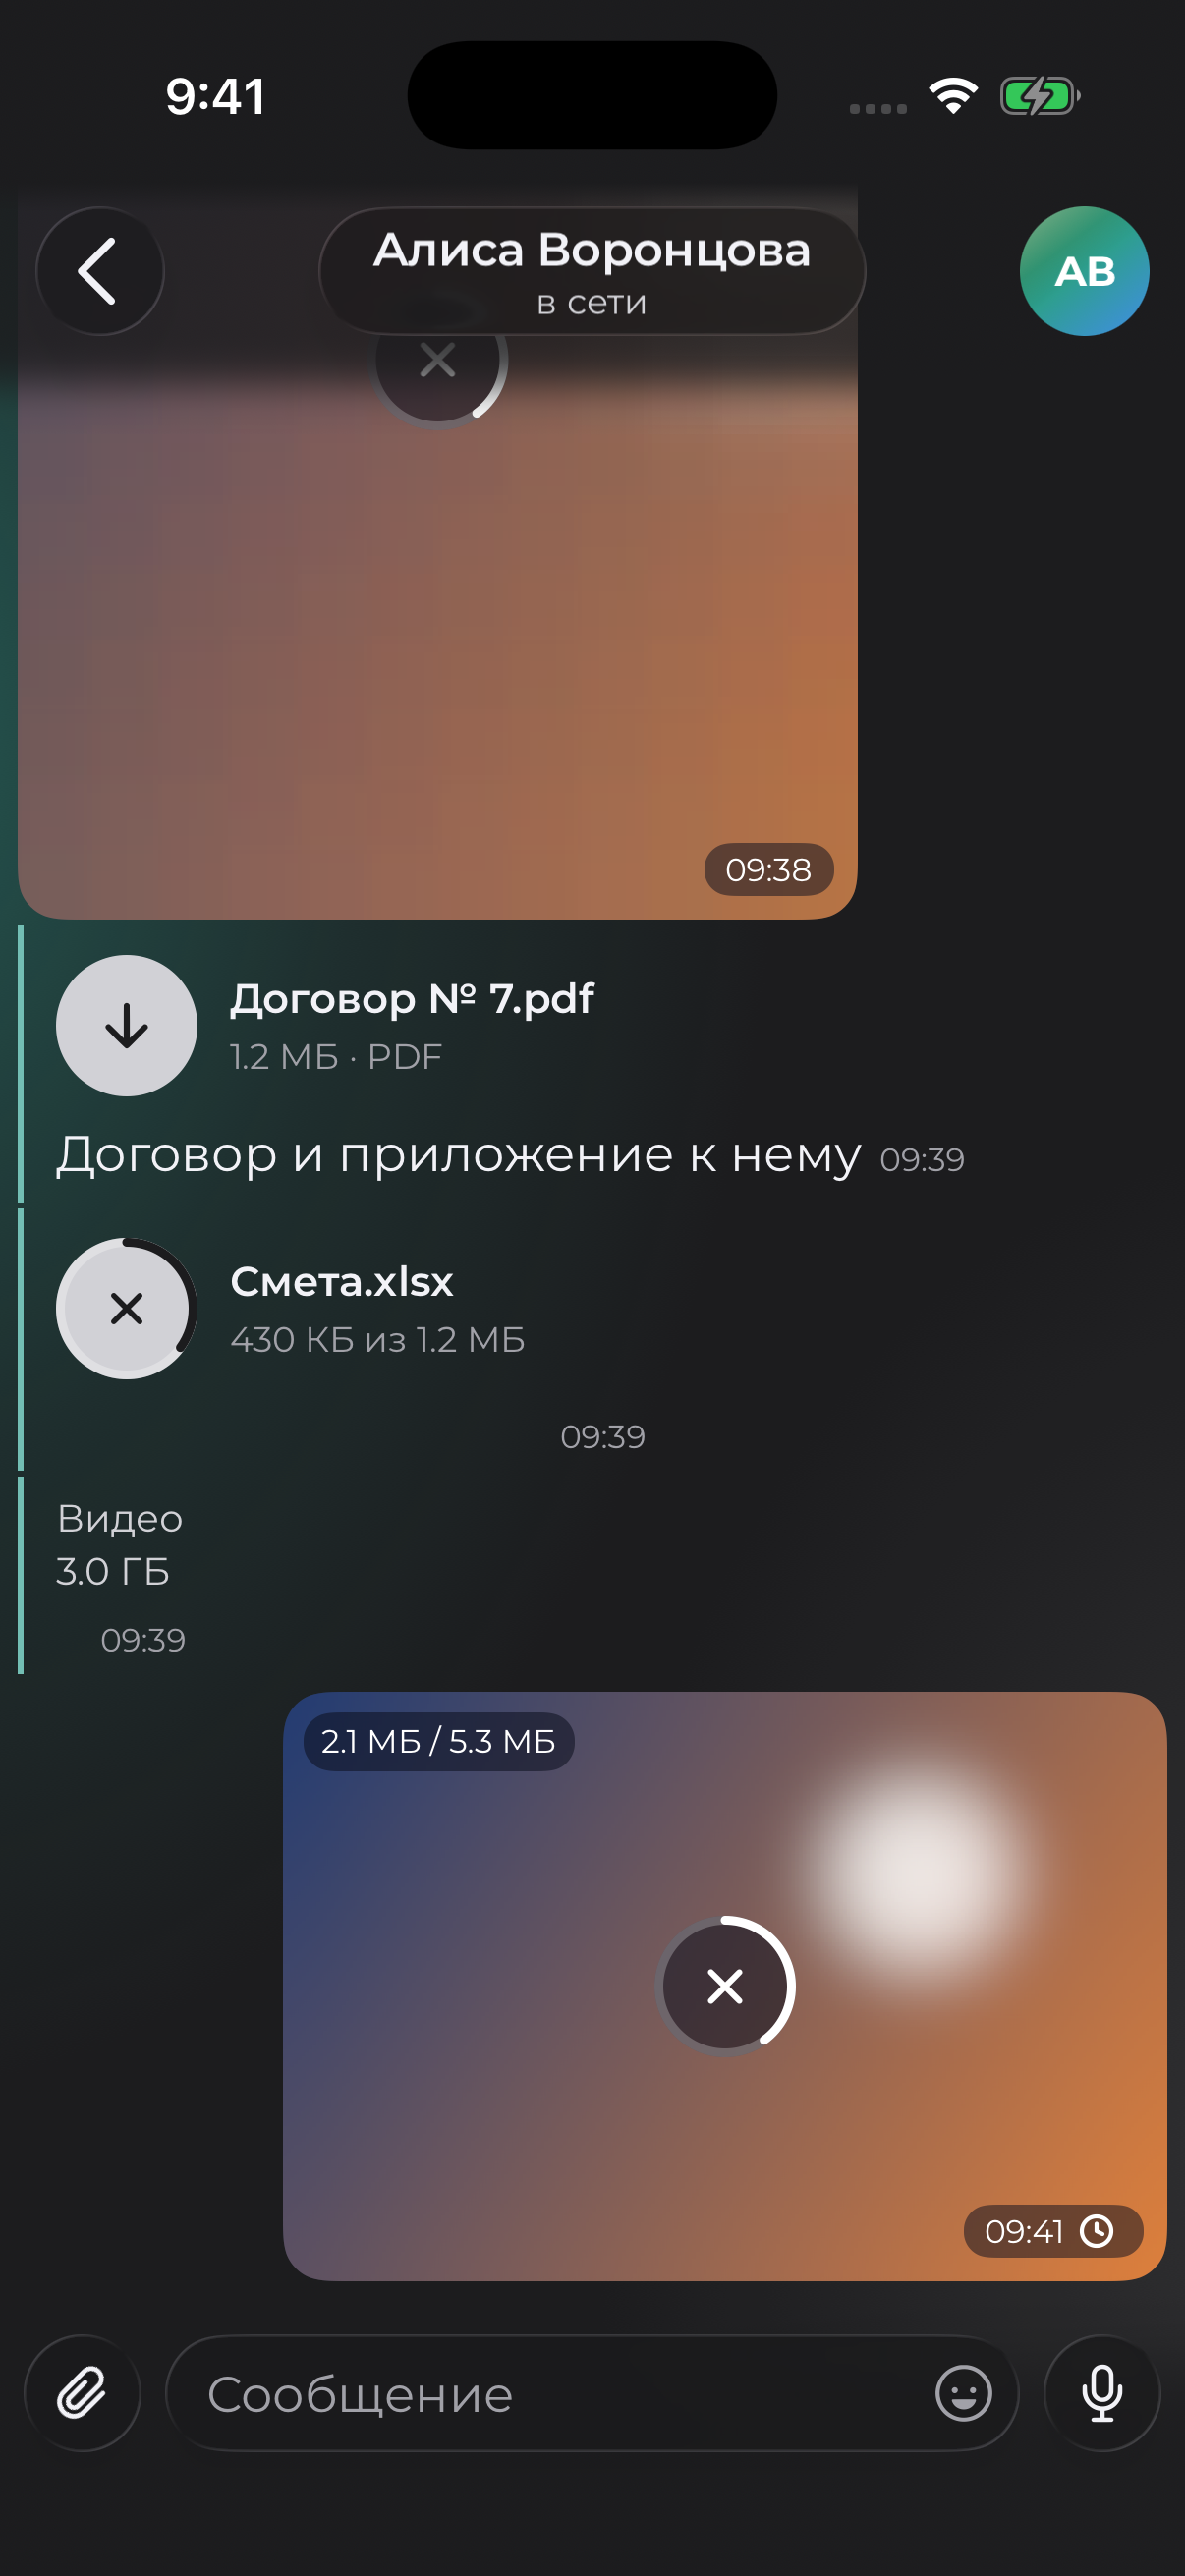 9:41
Алиса Воронцова
в сети
АВ
09:38
Договор № 7.pdf
1.2 МБ · PDF
Договор и приложение к нему 09:39
Смета.xlsx
430 КБ из 1.2 МБ
09:39
Видео
3.0 ГБ
09:39
2.1 МБ / 5.3 МБ
09:41
Сообщение